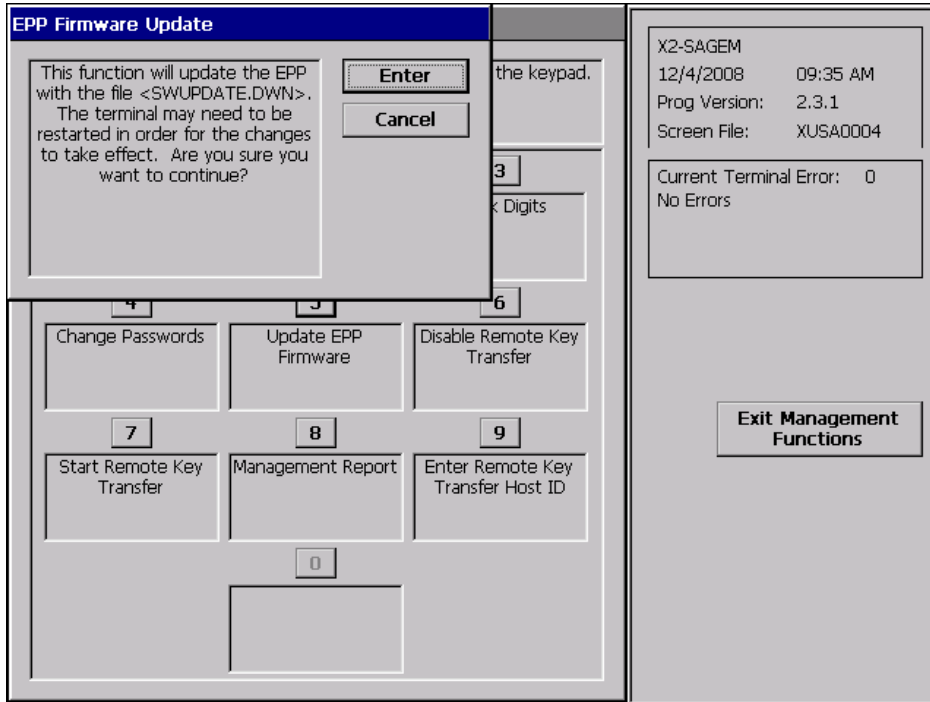 EPP Firmware Update
This function will update the EPP
with the file <SWUPDATE.DWN>.
The terminal may need to be
restarted in order for the changes
to take effect. Are you sure you
want to continue?
Enter
Cancel
the keypad.
3
Digits
4
5
6
Change Passwords
Update EPP
Firmware
Disable Remote Key
Transfer
7
8
9
Start Remote Key
Transfer
Management Report
Enter Remote Key
Transfer Host ID
0
X2-SAGEM
12/4/2008 09:35 AM
Prog Version: 2.3.1
Screen File: XUSA0004
Current Terminal Error: 0
No Errors
Exit Management
Functions